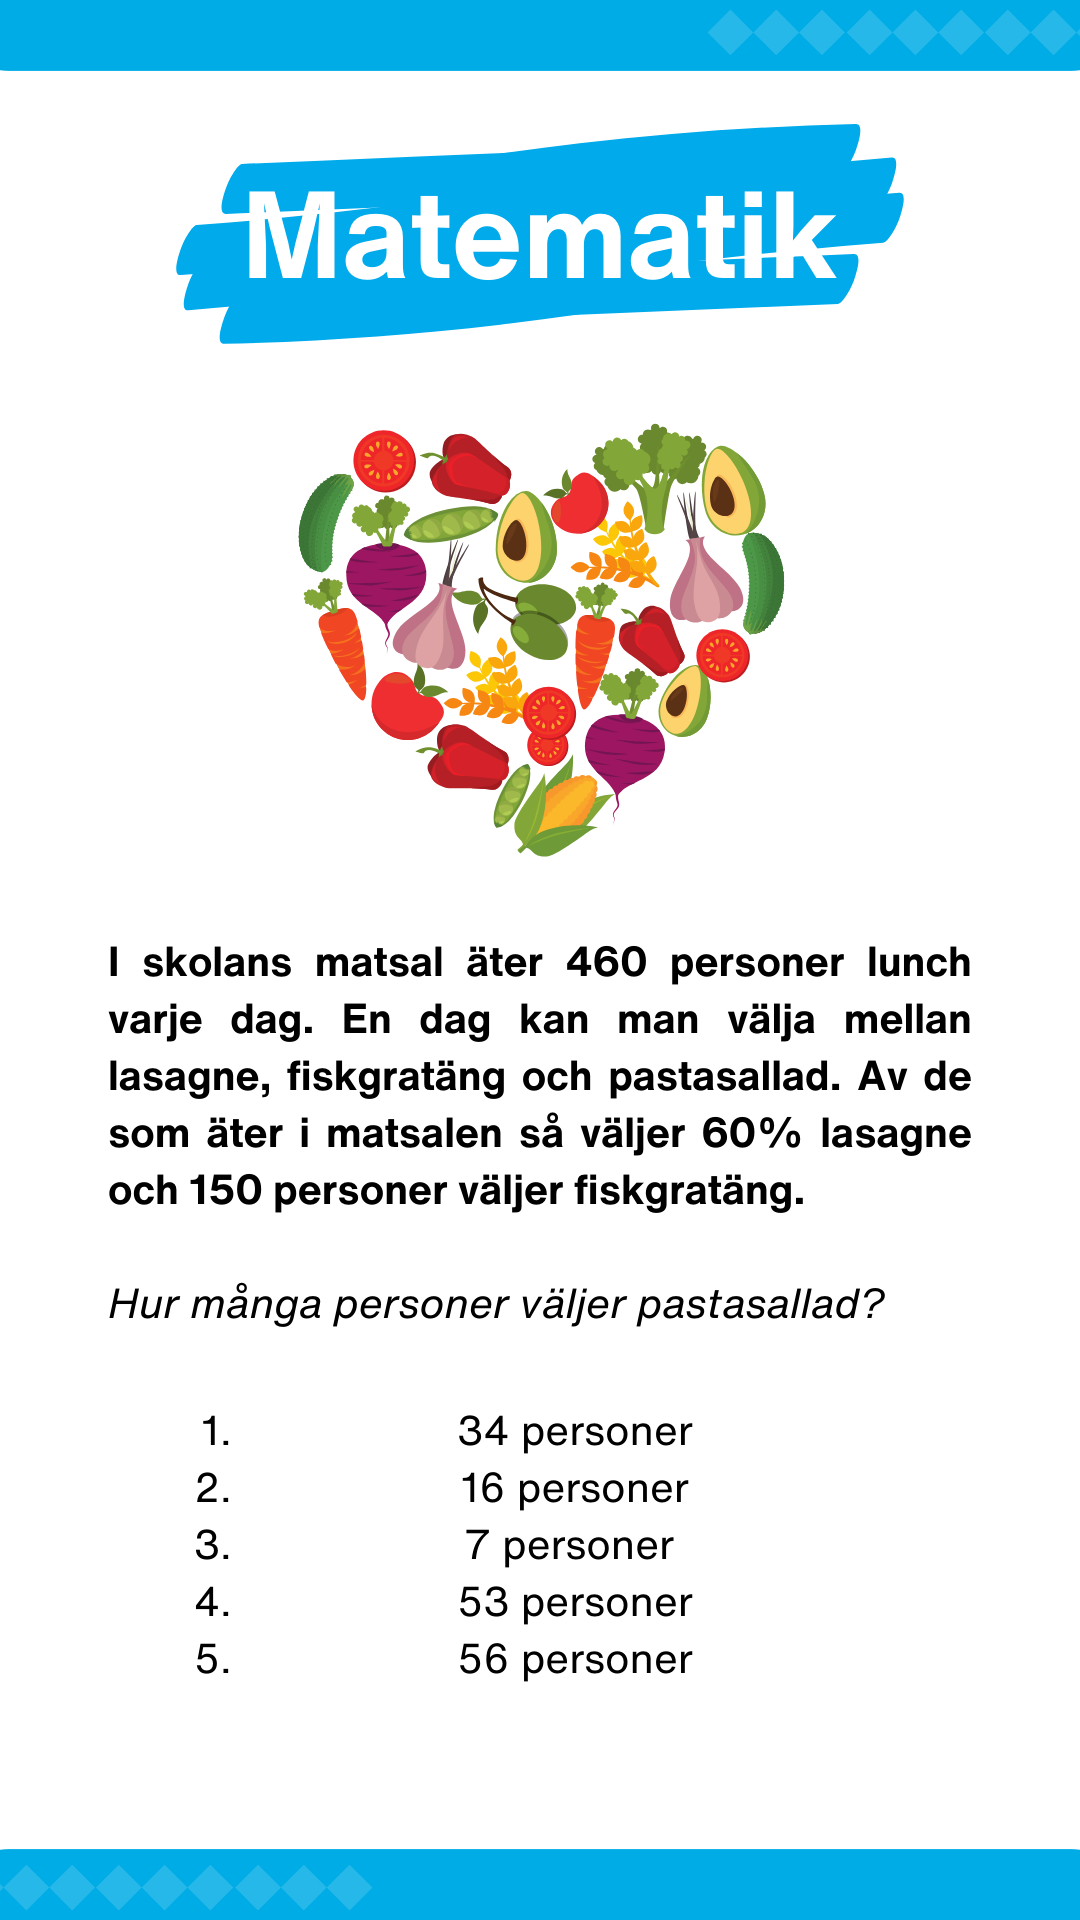 Matematik
I skolans matsal äter 460 personer lunch
varje dag. En dag kan man välja mellan
lasagne, fiskgratäng och pastasallad. Av de
som äter i matsalen så väljer 60% lasagne
och 150 personer väljer fiskgratäng.
Hur många personer väljer pastasallad?
1. 34 personer
2. 16 personer
3. 7 personer
4. 53 personer
5. 56 personer